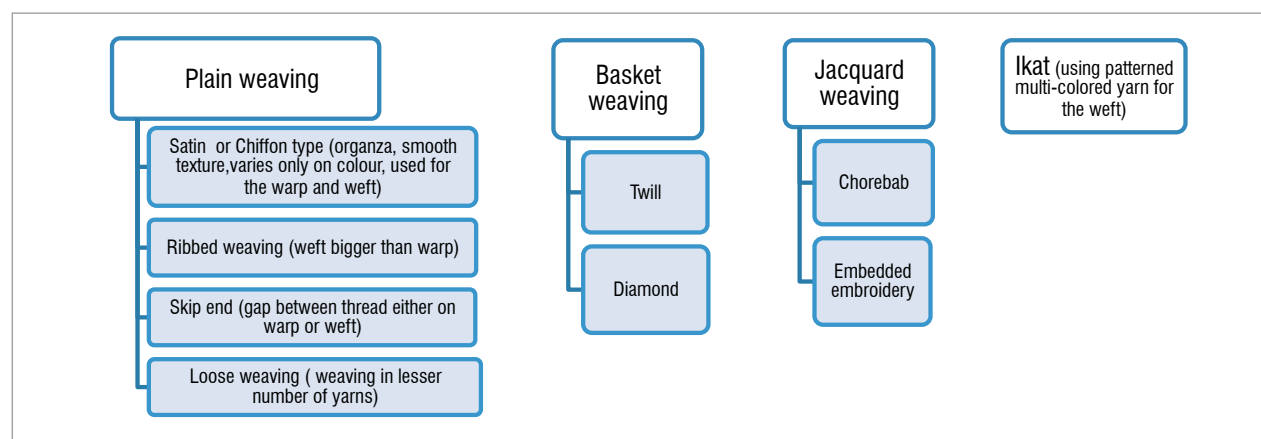 Plain weaving
Satin  or Chiffon type (organza, smooth
texture,varies only on colour, used for
the warp and weft)
Ribbed weaving (weft bigger than warp)
Skip end (gap between thread either on
warp or weft)
Loose weaving ( weaving in lesser
number of yarns)
Basket
weaving
Twill
Diamond
Jacquard
weaving
Chorebab
Embedded
embroidery
Ikat (using patterned
multi-colored yarn for
the weft)